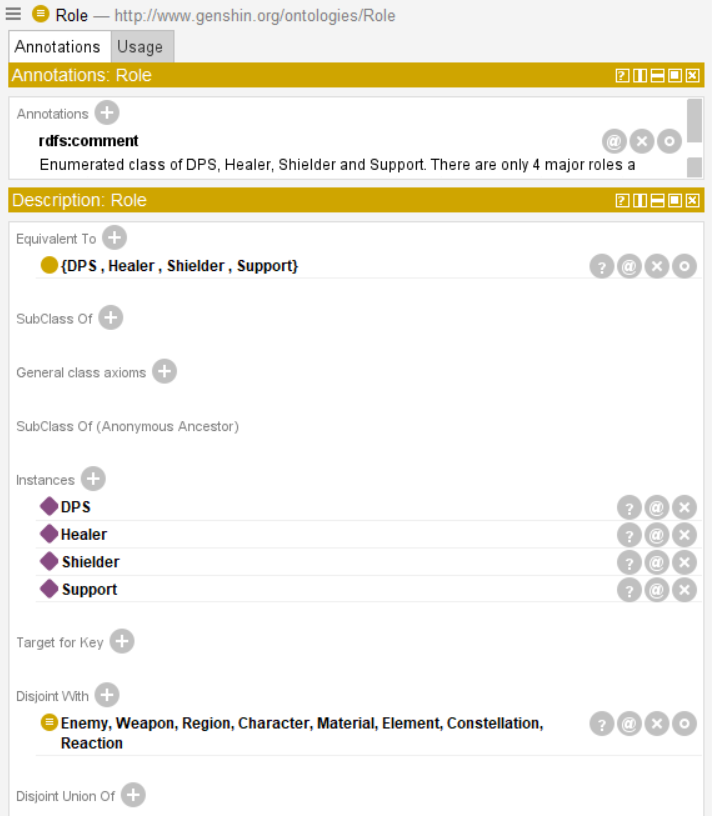 Role — http://www.genshin.org/ontologies/Role
Annotations Usage
Annotations: Role
Annotations
rdfs:comment
Enumerated class of DPS, Healer, Shielder and Support. There are only 4 major roles a
Description: Role
Equivalent To
{DPS , Healer , Shielder , Support}
SubClass Of
General class axioms
SubClass Of (Anonymous Ancestor)
Instances
DPS
Healer
Shielder
Support
Target for Key
Disjoint With
Enemy, Weapon, Region, Character, Material, Element, Constellation,
Reaction
Disjoint Union Of